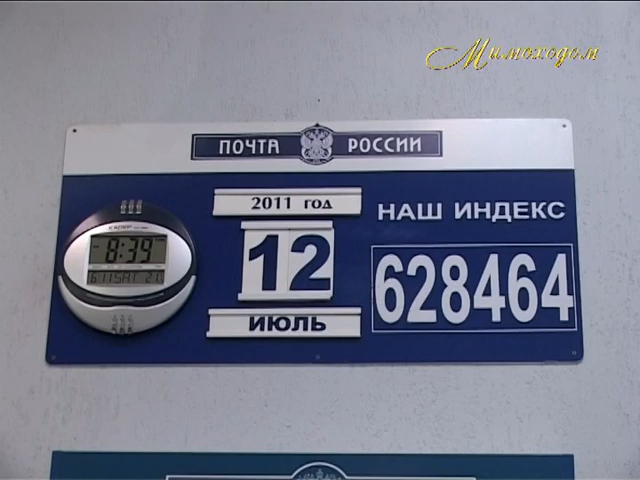 Мимоходом
ПОЧТА РОССИИ
2011 год
12
ИЮЛЬ
НАШ ИНДЕКС
628464
8:39